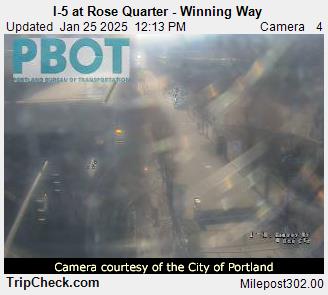 I-5 at Rose Quarter - Winning Way
Updated Jan 25 2025 12:13 PM Camera 4
PBOT
PORTLAND BUREAU OF TRANSPORTATION
Camera courtesy of the City of Portland
TripCheck.com Milepost302.00